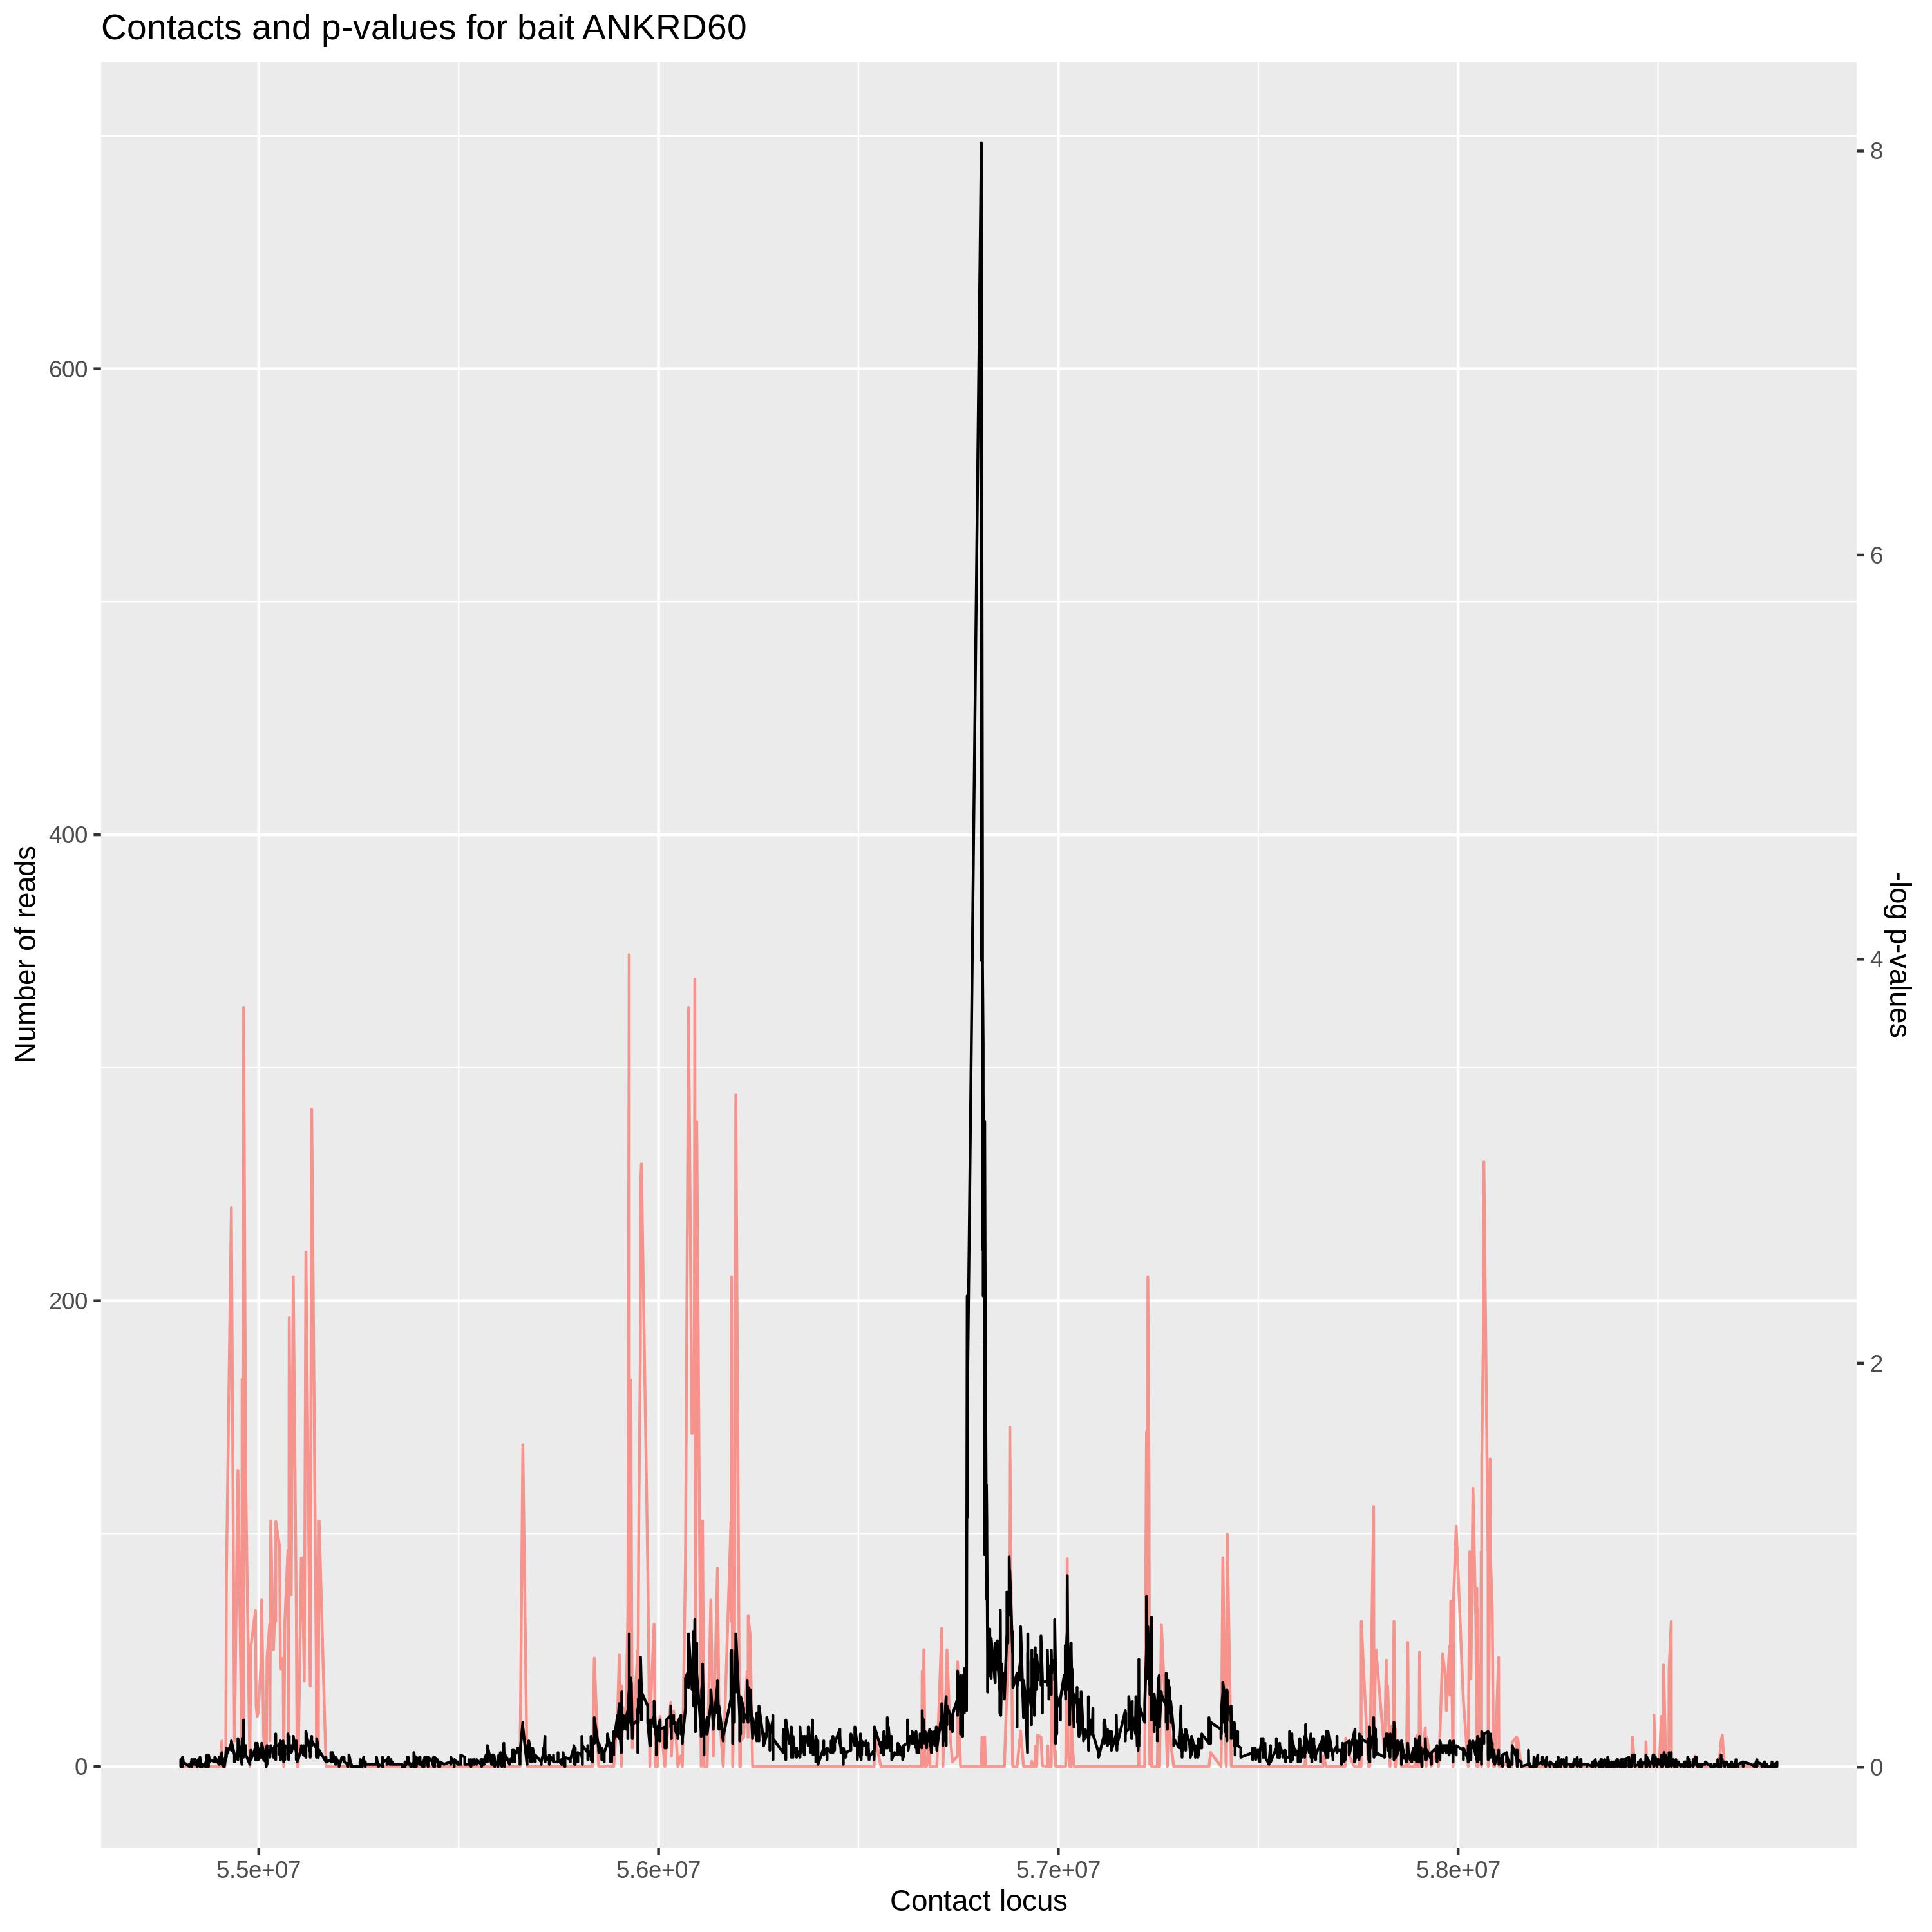 Contacts and p-values for bait ANKRD60
8
600
6
400
Number of reads
4
-log p-values
200
2
0
0
5.5e+07
5.6e+07
5.7e+07
5.8e+07
Contact locus